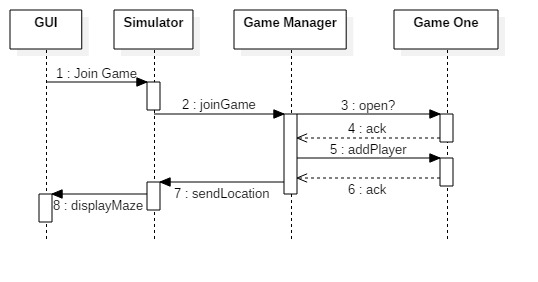 GUI
Simulator
Game Manager
Game One
1 : Join Game
2 : joinGame
3 : open?
4 : ack
5 : addPlayer
6 : ack
7 : sendLocation
8 : displayMaze